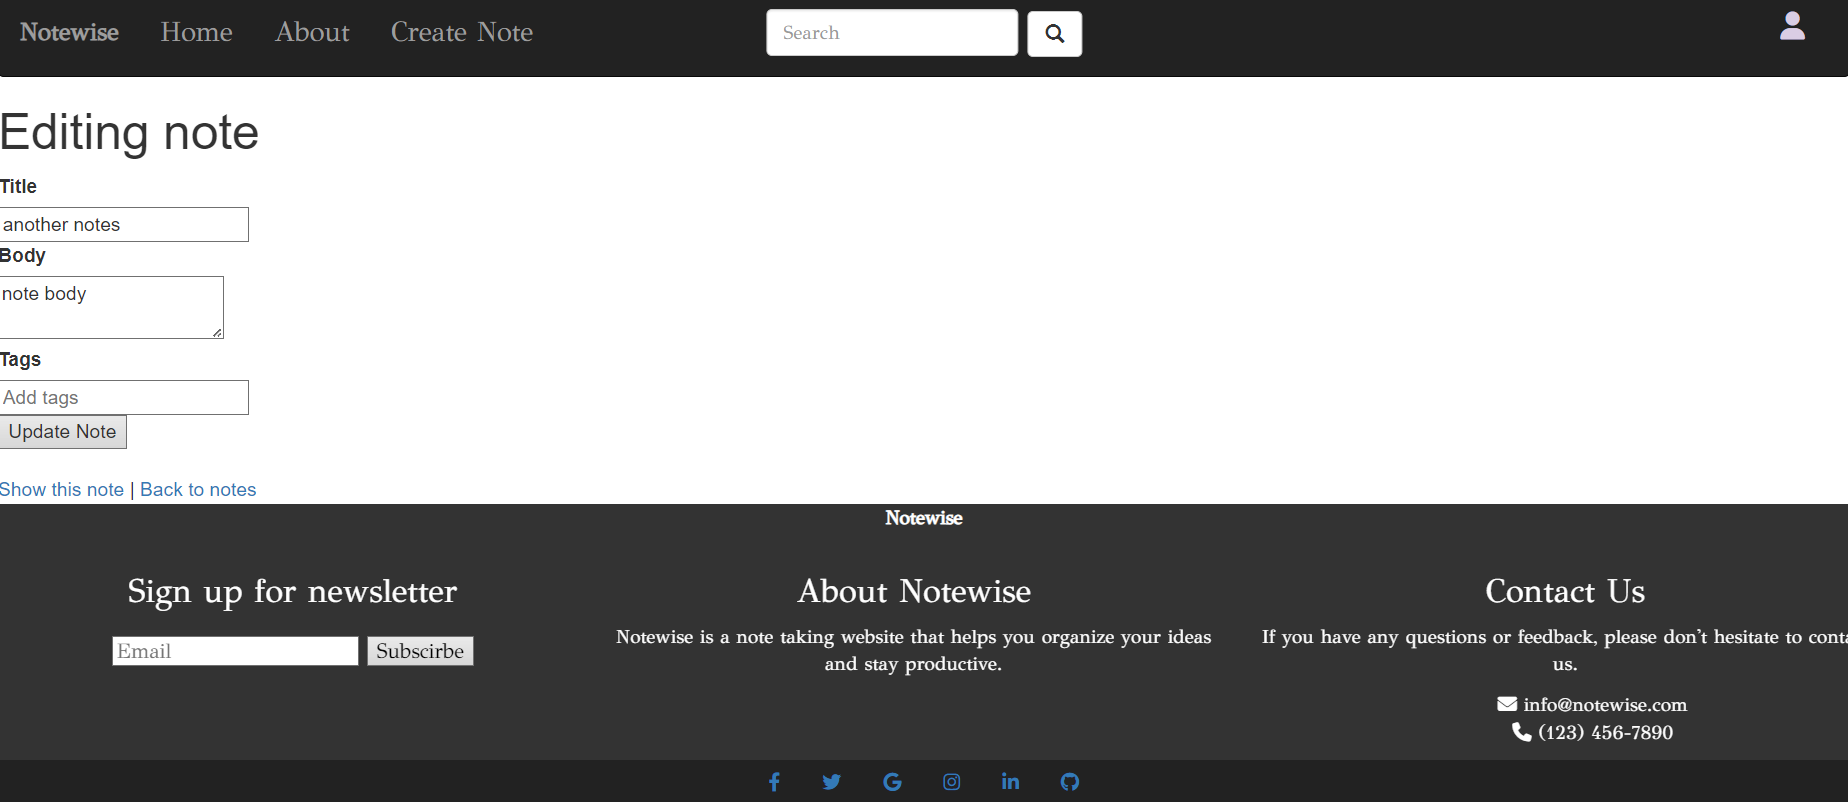 Notewise Home About Create Note Search
Editing note
Title
another notes
Body
note body
Tags
Add tags
Update Note
Show this note | Back to notes
Notewise
Sign up for newsletter
Email Subscirbe
About Notewise
Notewise is a note taking website that helps you organize your ideas
and stay productive.
Contact Us
If you have any questions or feedback, please don't hesitate to conta
us.
info@notewise.com
(123) 456-7890